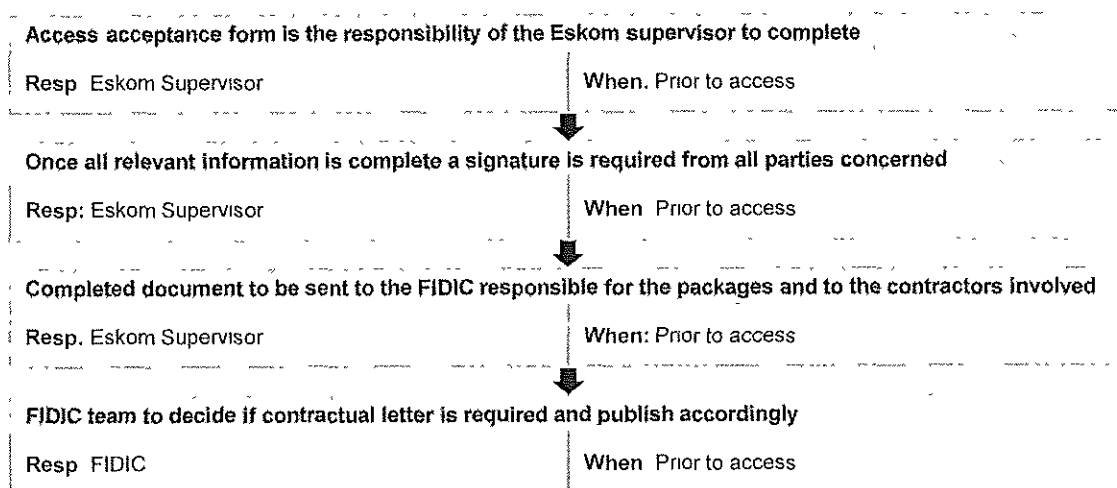 Access acceptance form is the responsibility of the Eskom supervisor to complete
Resp Eskom Supervisor When. Prior to access
Once all relevant information is complete a signature is required from all parties concerned
Resp: Eskom Supervisor When Prior to access
Completed document to be sent to the FIDIC responsible for the packages and to the contractors involved
Resp. Eskom Supervisor When: Prior to access
FIDIC team to decide if contractual letter is required and publish accordingly
Resp FIDIC When Prior to access